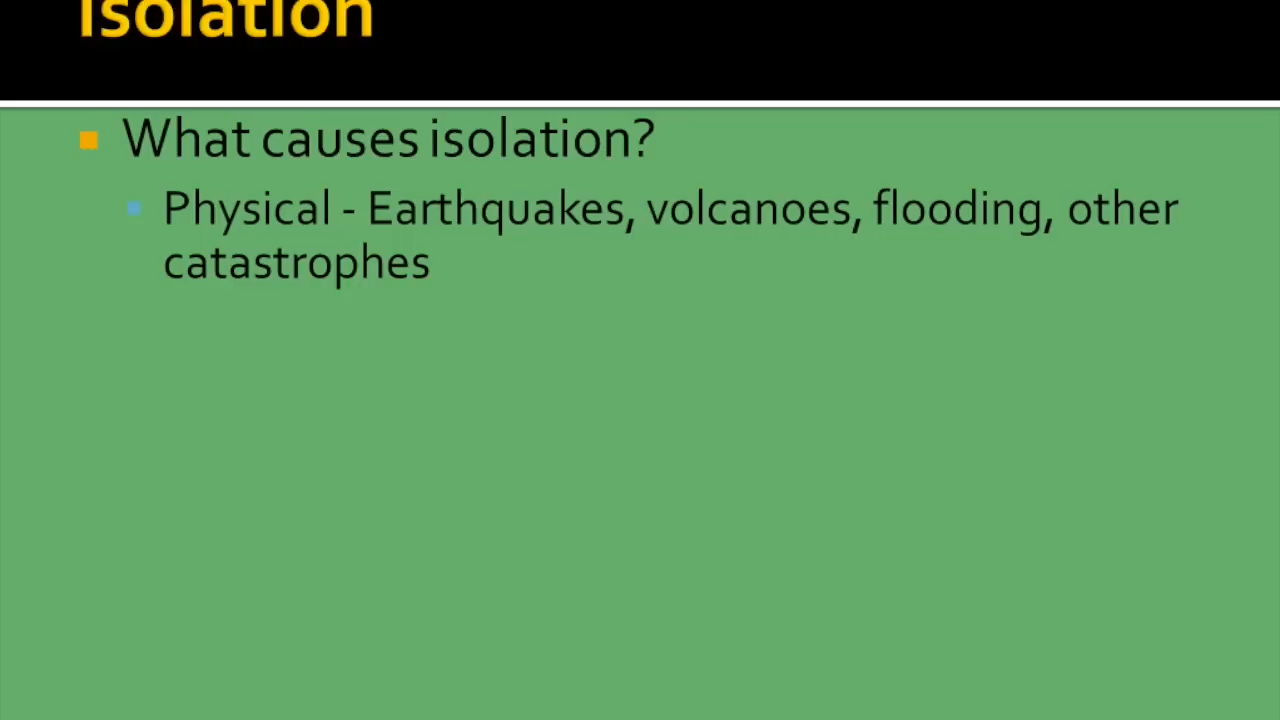 Isolation
What causes isolation?
Physical - Earthquakes, volcanoes, flooding, other
catastrophes